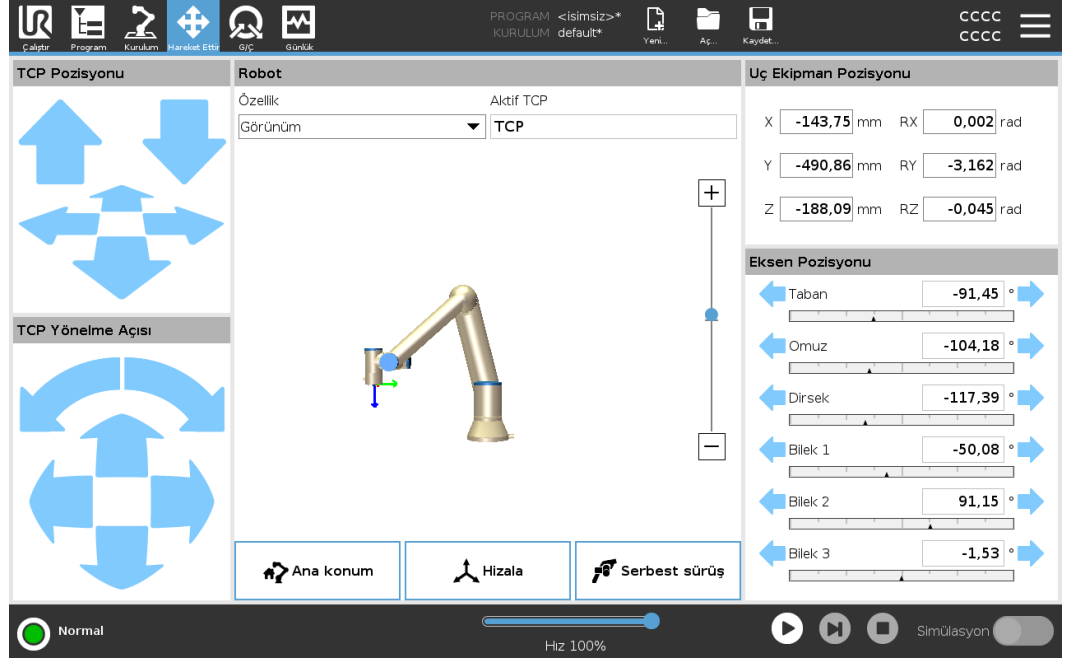 UR
PROGRAM <isimsiz>*
KURULUM default*
Çalıştır Program Kurulum Hareket Ettir G/Ç Günlük
Yeni... Aç... Kaydet...
CCCC
CCCC
TCP Pozisyonu
Robot
Özellik Aktif TCP
Görünüm TCP
+
−
Ana konum Hizala Serbest sürüş
TCP Yönelme Açısı
Uç Ekipman Pozisyonu
X -143,75 mm RX 0,002 rad
Y -490,86 mm RY -3,162 rad
Z -188,09 mm RZ -0,045 rad
Eksen Pozisyonu
Taban -91,45 °
Omuz -104,18 °
Dirsek -117,39 °
Bilek 1 -50,08 °
Bilek 2 91,15 °
Bilek 3 -1,53 °
Normal
Hız 100%
Simülasyon